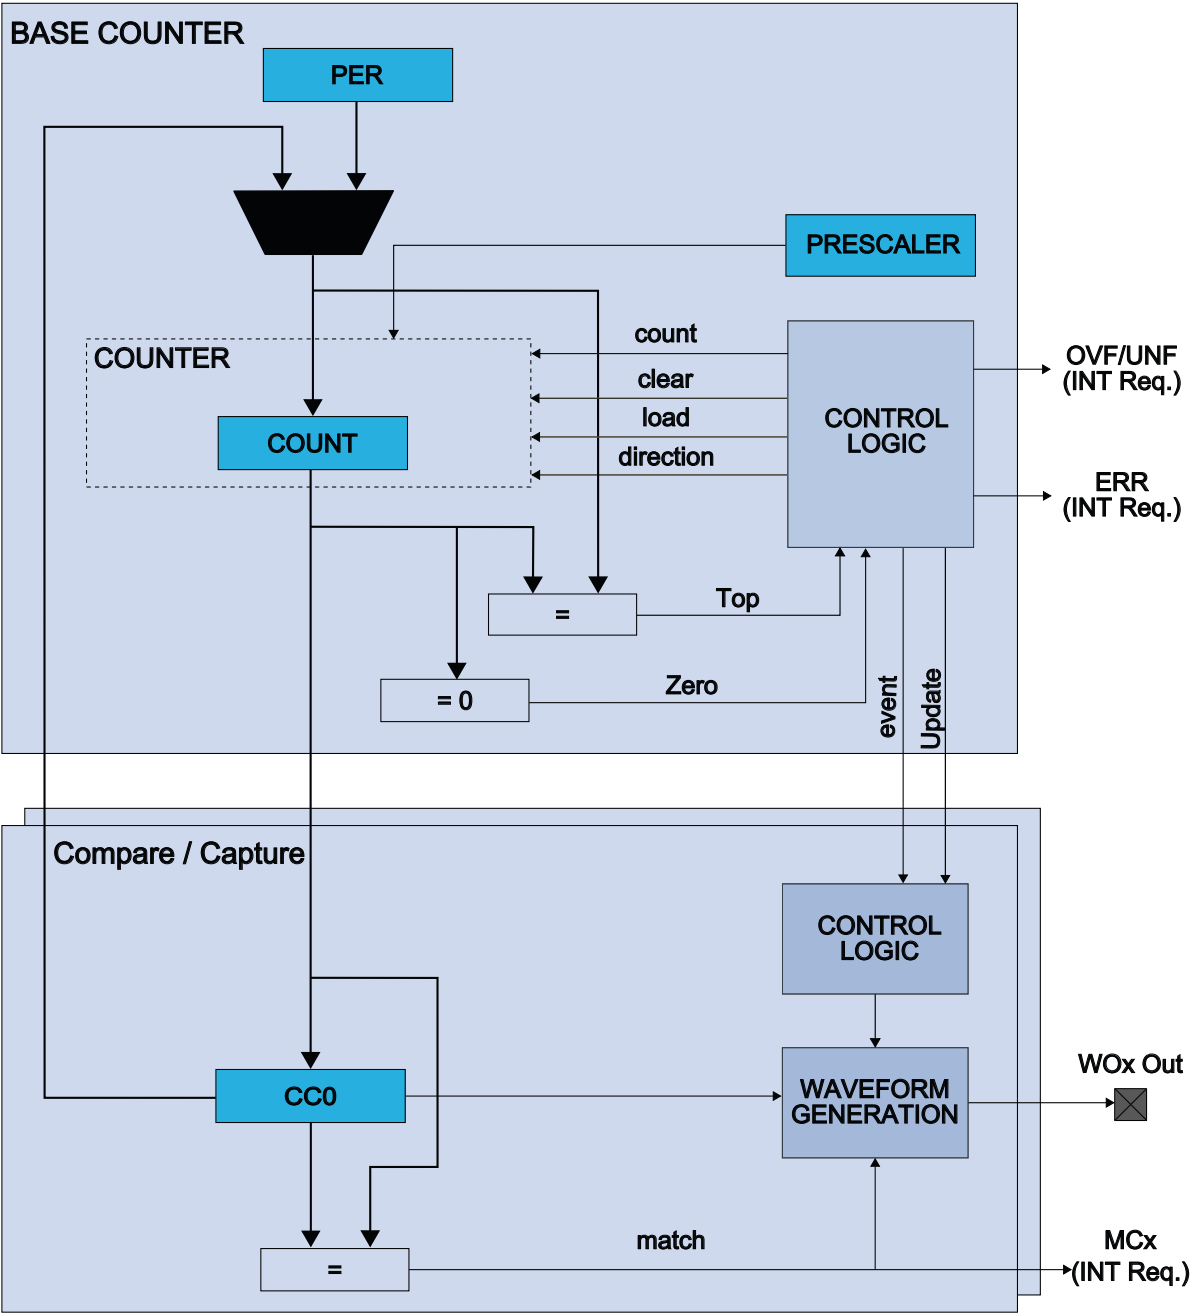 BASE COUNTER
PER
PRESCALER
COUNTER
count
clear
load
direction
COUNT
CONTROL
LOGIC
OVF/UNF
(INT Req.)
ERR
(INT Req.)
=
Top
= 0
Zero
event
Update
Compare / Capture
CONTROL
LOGIC
CC0
WAVEFORM
GENERATION
WOx Out
=
match
MCx
(INT Req.)